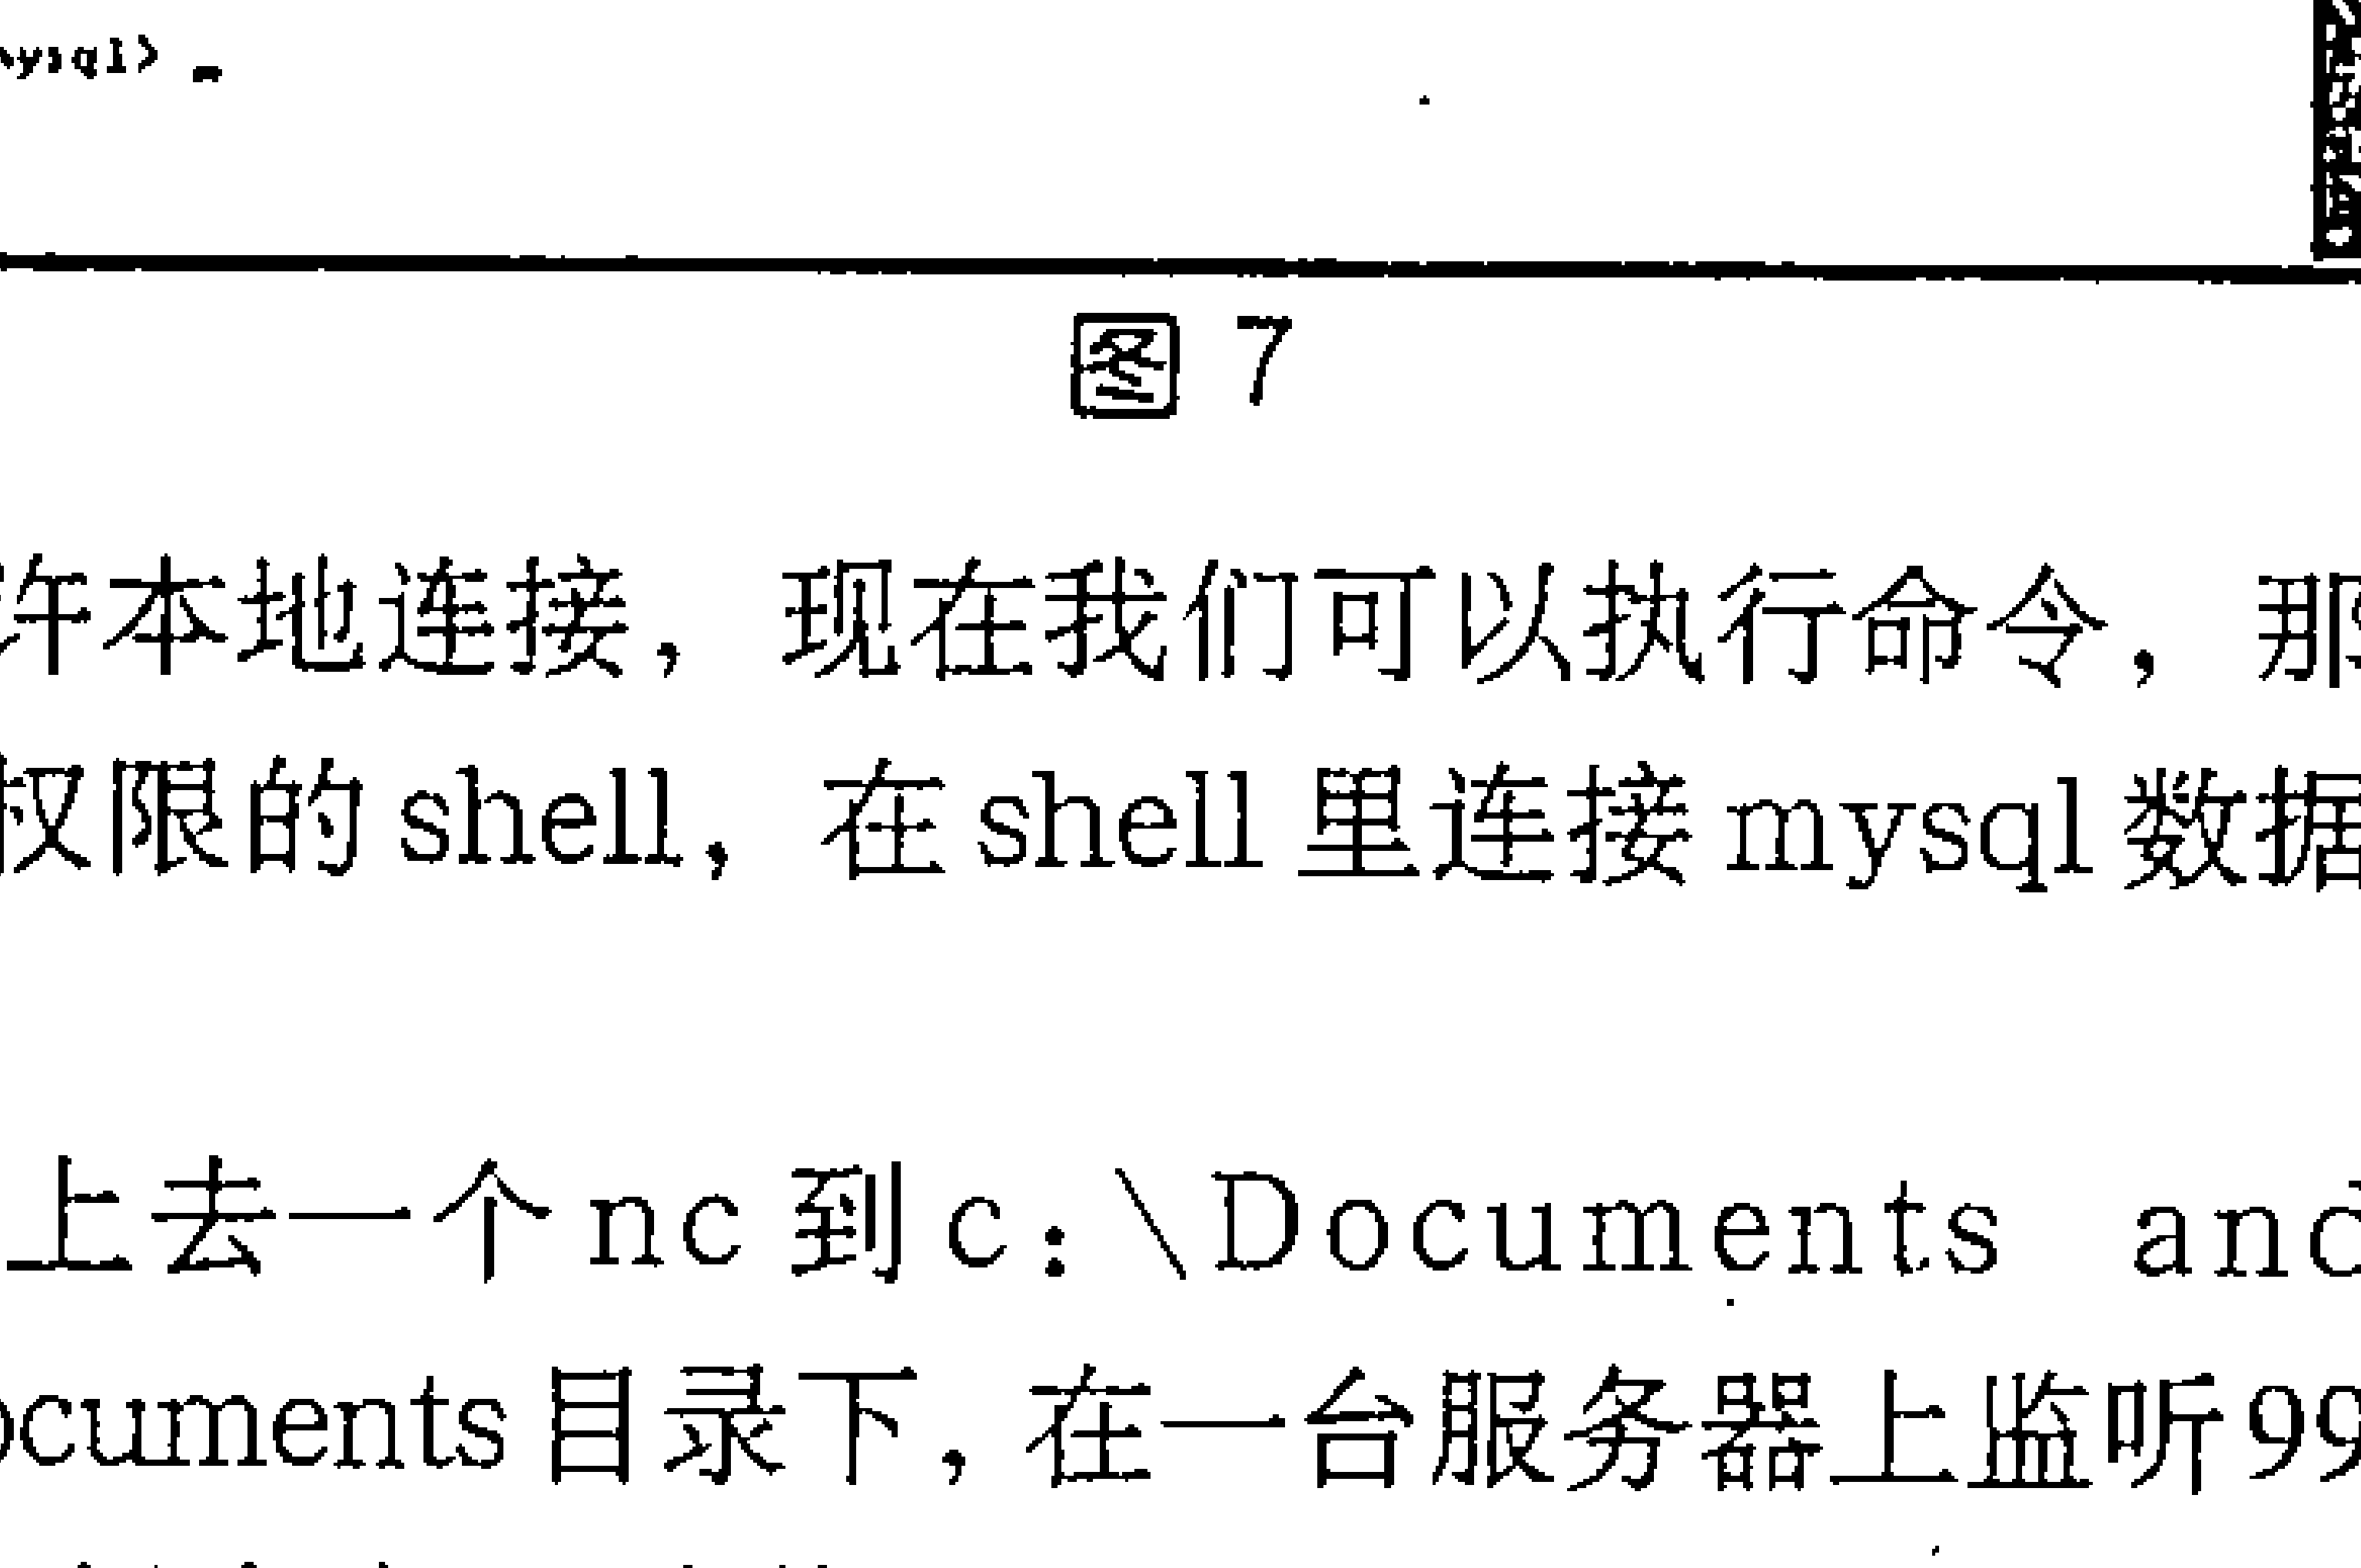 mysql>
图 7
许本地连接，现在我们可以执行命令，那
权限的shell，在shell里连接mysql数据
上去一个nc到c:\Documents and
ocuments目录下，在一台服务器上监听99